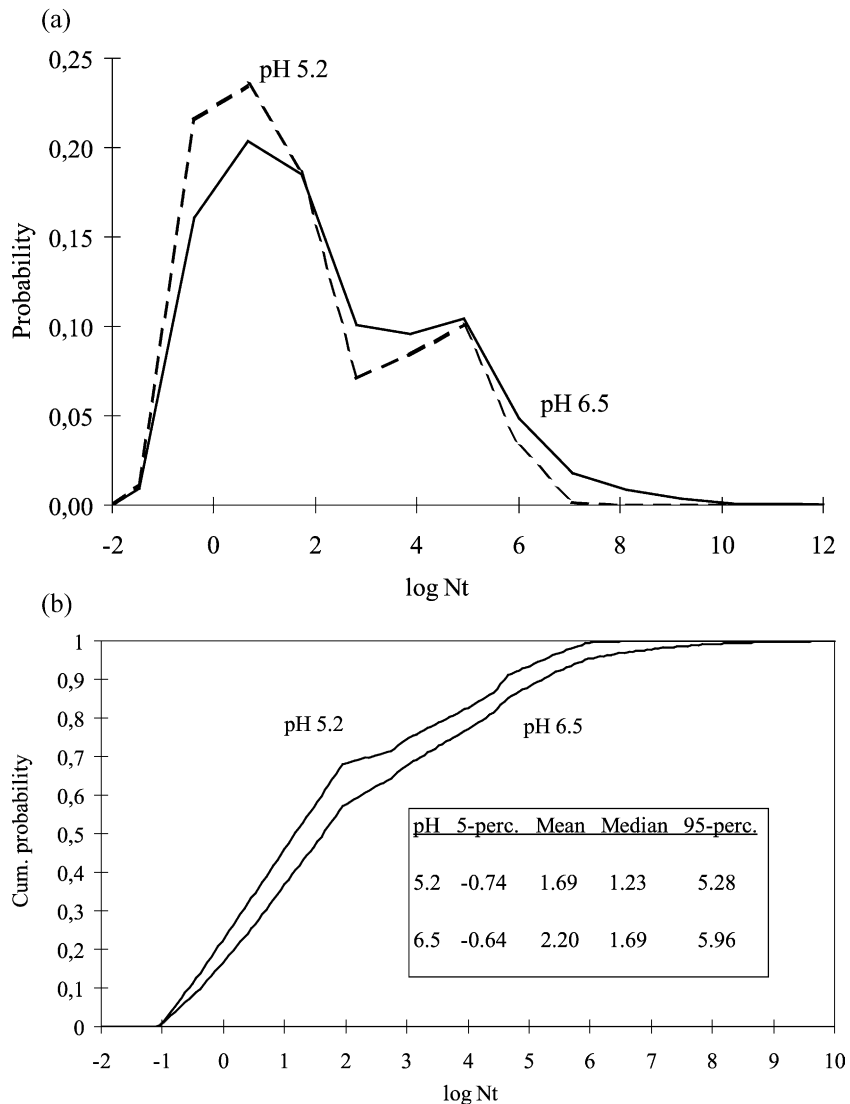 (a)
0,25
pH 5.2
0,20
0,15
Probability
0,10
pH 6.5
0,05
0,00
-2 0 2 4 6 8 10 12
log Nt
(b)
1
0,9
0,8
pH 5.2 pH 6.5
0,7
0,6
0,5
Cum. probability
0,4
0,3
0,2
0,1
0
pH 5-perc. Mean Median 95-perc.
5.2 -0.74 1.69 1.23 5.28
6.5 -0.64 2.20 1.69 5.96
-2 -1 0 1 2 3 4 5 6 7 8 9 10
log Nt